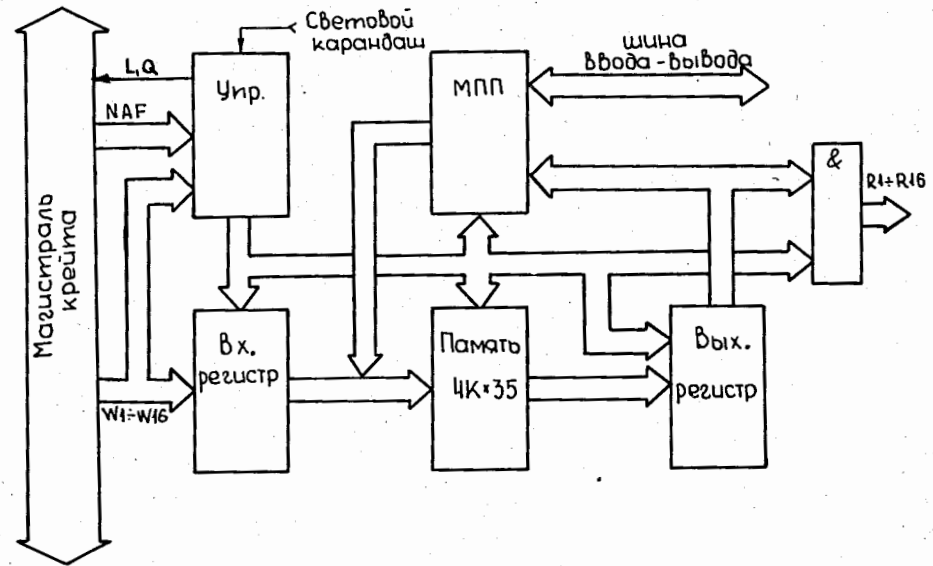 Световой
карандаш
шина
ввода-вывода
L,Q
Упр.
МПП
NAF
&
R1÷R16
Магистраль
крейта
Вх.
регистр
Память
4К×35
Вых.
регистр
W1÷W16